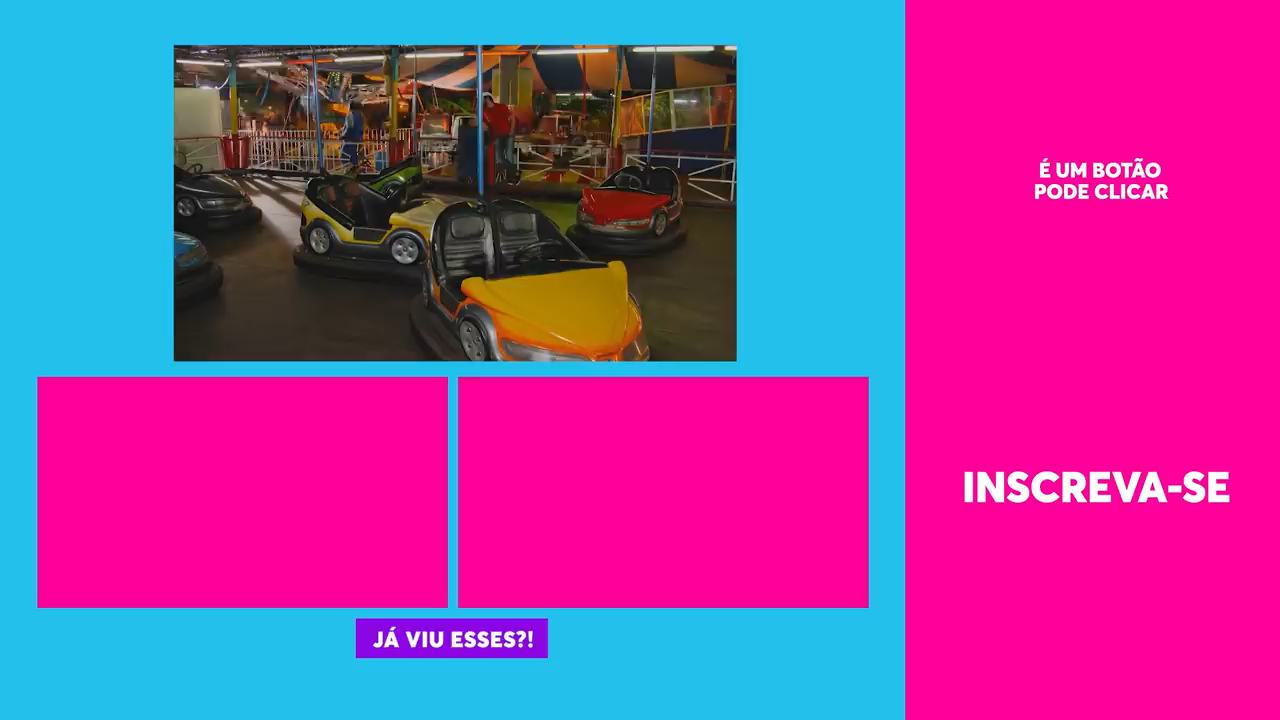 É UM BOTÃO
PODE CLICAR
INSCREVA-SE
JÁ VIU ESSES?!